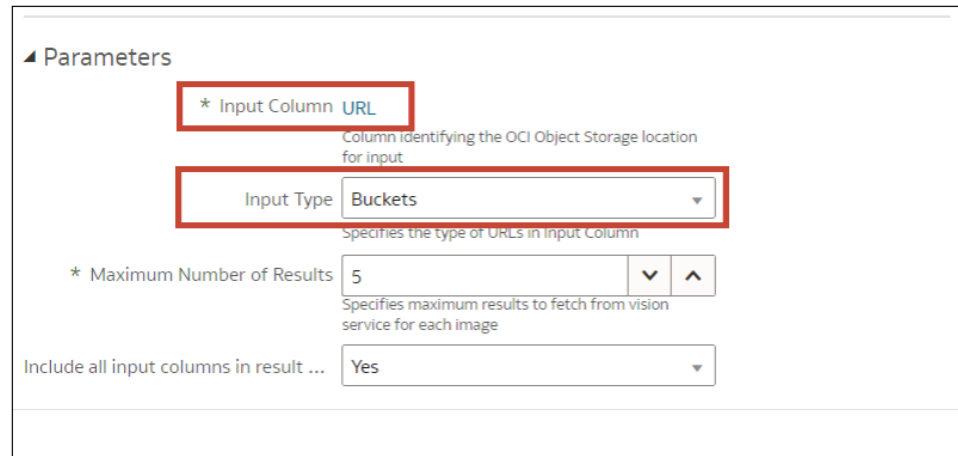 Parameters
* Input Column URL
Column identifying the OCI Object Storage location
for input
Input Type Buckets
Specifies the type of URLs in Input Column
* Maximum Number of Results 5
Specifies maximum results to fetch from vision
service for each image
Include all input columns in result ... Yes